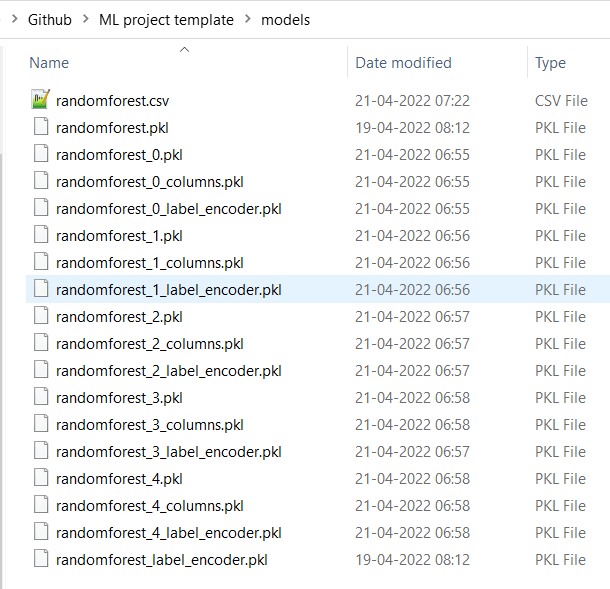 Github > ML project template > models
Name Date modified Type
randomforest.csv 21-04-2022 07:22 CSV File
randomforest.pkl 19-04-2022 08:12 PKL File
randomforest_0.pkl 21-04-2022 06:55 PKL File
randomforest_0_columns.pkl 21-04-2022 06:55 PKL File
randomforest_0_label_encoder.pkl 21-04-2022 06:55 PKL File
randomforest_1.pkl 21-04-2022 06:56 PKL File
randomforest_1_columns.pkl 21-04-2022 06:56 PKL File
randomforest_1_label_encoder.pkl 21-04-2022 06:56 PKL File
randomforest_2.pkl 21-04-2022 06:57 PKL File
randomforest_2_columns.pkl 21-04-2022 06:57 PKL File
randomforest_2_label_encoder.pkl 21-04-2022 06:57 PKL File
randomforest_3.pkl 21-04-2022 06:58 PKL File
randomforest_3_columns.pkl 21-04-2022 06:58 PKL File
randomforest_3_label_encoder.pkl 21-04-2022 06:57 PKL File
randomforest_4.pkl 21-04-2022 06:58 PKL File
randomforest_4_columns.pkl 21-04-2022 06:58 PKL File
randomforest_4_label_encoder.pkl 21-04-2022 06:58 PKL File
randomforest_label_encoder.pkl 19-04-2022 08:12 PKL File